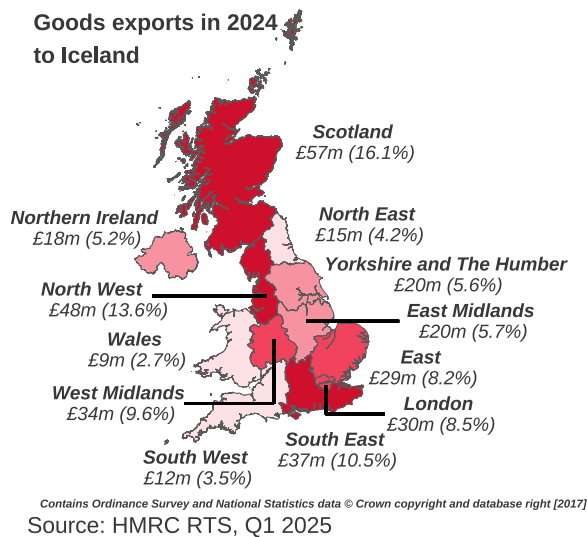 Goods exports in 2024
to Iceland
Scotland
£57m (16.1%)
Northern Ireland
£18m (5.2%)
North East
£15m (4.2%)
Yorkshire and The Humber
£20m (5.6%)
North West
£48m (13.6%)
East Midlands
£20m (5.7%)
Wales
£9m (2.7%)
East
£29m (8.2%)
West Midlands
£34m (9.6%)
London
£30m (8.5%)
South East
£37m (10.5%)
South West
£12m (3.5%)
Contains Ordinance Survey and National Statistics data © Crown copyright and database right [2017]
Source: HMRC RTS, Q1 2025